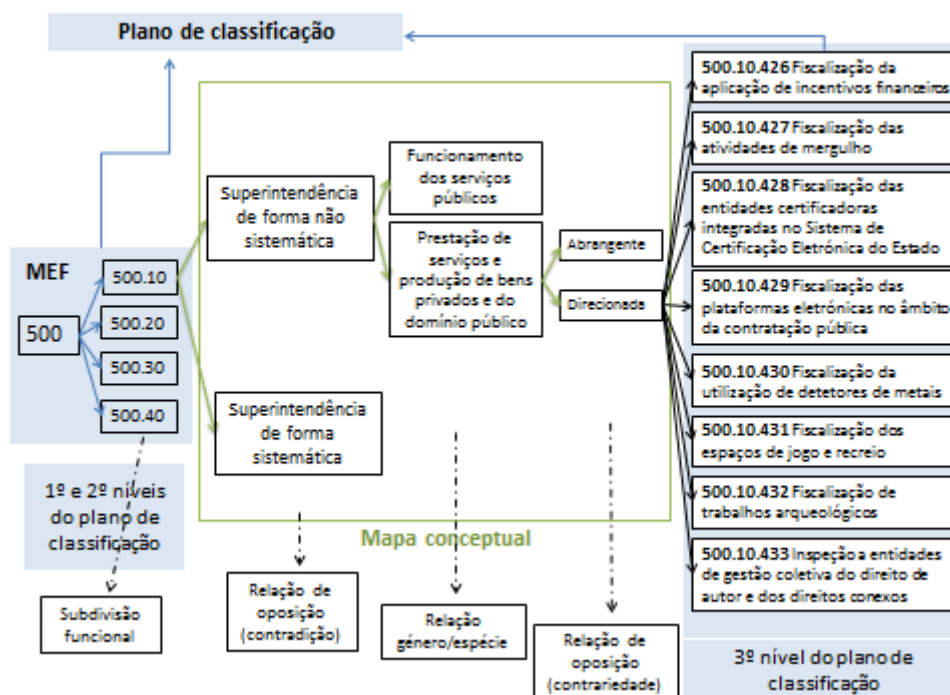 Plano de classificação
MEF
500
500.10
500.20
500.30
500.40
1º e 2º níveis
do plano de
classificação
Subdivisão
funcional
Superintendência
de forma não
sistemática
Superintendência
de forma
sistemática
Funcionamento
dos serviços
públicos
Prestação de
serviços e
produção de bens
privados e do
domínio público
Abrangente
Direcionada
Mapa conceptual
Relação de
oposição
(contradição)
Relação
género/espécie
Relação de
oposição
(contrariedade)
500.10.426 Fiscalização da
aplicação de incentivos financeiros
500.10.427 Fiscalização das
atividades de mergulho
500.10.428 Fiscalização das
entidades certificadoras
integradas no Sistema de
Certificação Eletrónica do Estado
500.10.429 Fiscalização das
plataformas eletrónicas no âmbito
da contratação pública
500.10.430 Fiscalização da
utilização de detetores de metais
500.10.431 Fiscalização dos
espaços de jogo e recreio
500.10.432 Fiscalização de
trabalhos arqueológicos
500.10.433 Inspeção a entidades
de gestão coletiva do direito de
autor e dos direitos conexos
3º nível do plano de
classificação